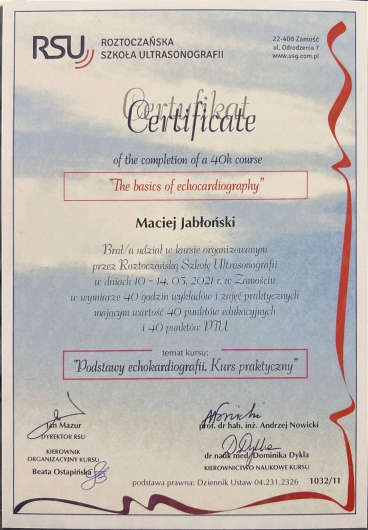 RSU ROZTOCZAŃSKA
SZKOŁA ULTRASONOGRAFII
22-400 Zamość
ul. Odrodzenia 7
www.usg.com.pl
Certyfikat
Certificate
of the completion of a 40h course
"The basics of echocardiography"
Maciej Jabłoński
Brał/a udział w kursie organizowanym
przez Roztoczańską Szkołę Ultrasonografii
w dniach 10 - 14. 05. 2021 r. w Zamościu
w wymiarze 40 godzin wykładów i zajęć praktycznych
mającym wartość 40 punktów edukacyjnych
i 40 punktów PTU
temat kursu:
"Podstawy echokardiografii. Kurs praktyczny"
Jan Mazur
DYREKTOR RSU
KIEROWNIK
ORGANIZACYJNY KURSU
Beata Ostapińska
prof. dr hab. inż. Andrzej Nowicki
dr nauk med. Dominika Dykla
KIEROWNICTWO NAUKOWE KURSU
podstawa prawna: Dziennik Ustaw 04.231.2326
1032/11